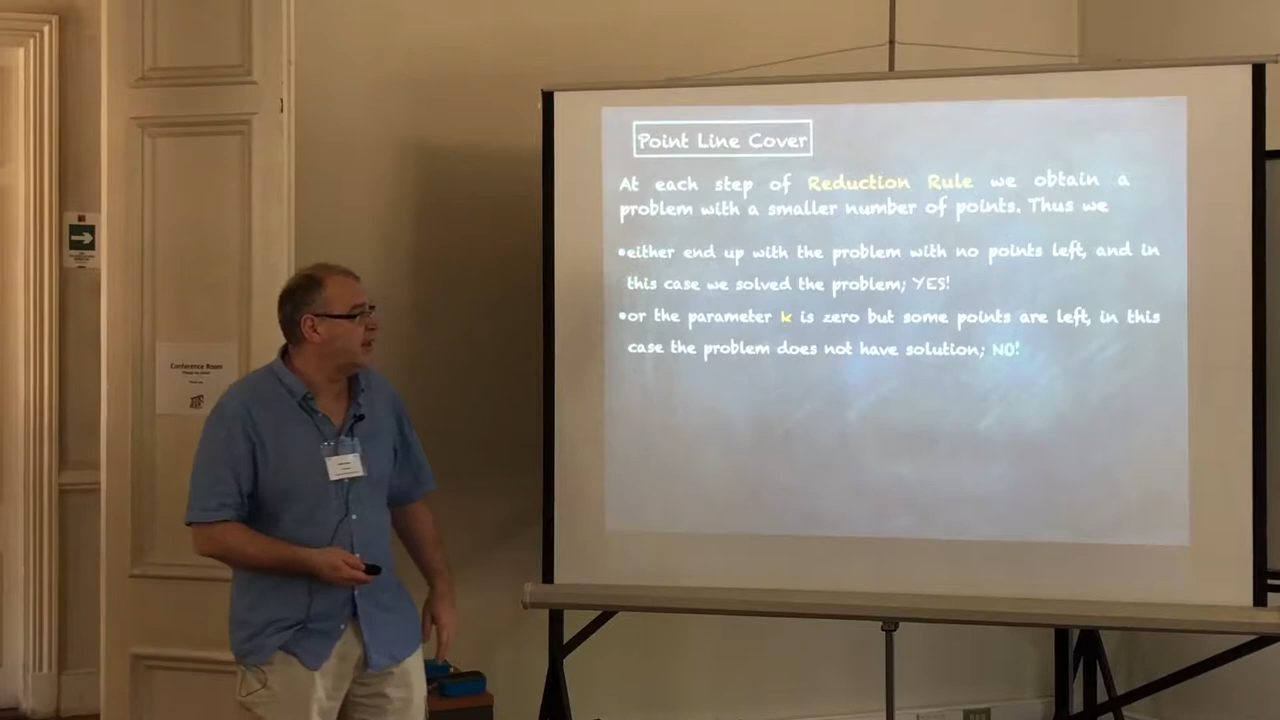 Point Line Cover
At each step of Reduction Rule we obtain a
problem with a smaller number of points. Thus we
•either end up with the problem with no points left, and in
this case we solved the problem; YES!
•or the parameter k is zero but some points are left, in this
case the problem does not have solution; NO!
Conference Room